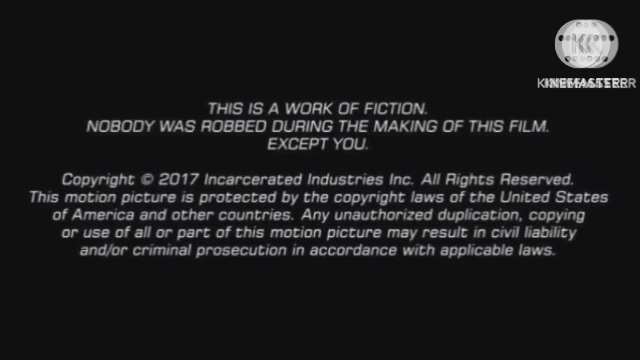 KINEMASTER
THIS IS A WORK OF FICTION.
NOBODY WAS ROBBED DURING THE MAKING OF THIS FILM.
EXCEPT YOU.
Copyright © 2017 Incarcerated Industries Inc. All Rights Reserved.
This motion picture is protected by the copyright laws of the United States
of America and other countries. Any unauthorized duplication, copying
or use of all or part of this motion picture may result in civil liability
and/or criminal prosecution in accordance with applicable laws.